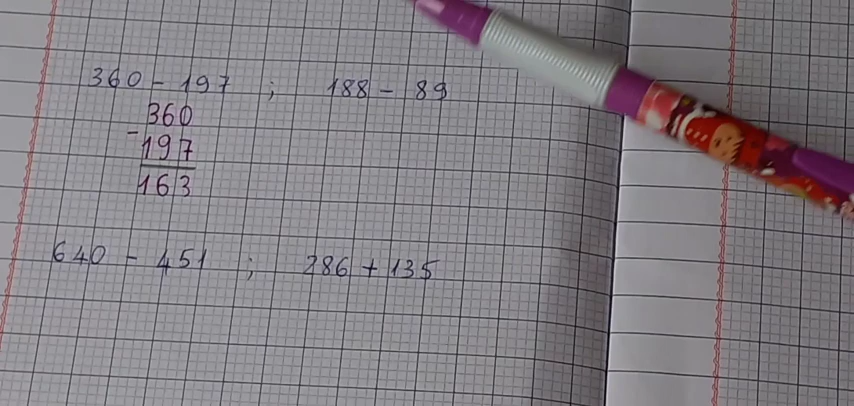 360 - 197 ; 188 - 89
360
- 197
163
640 - 451 ; 286 + 135